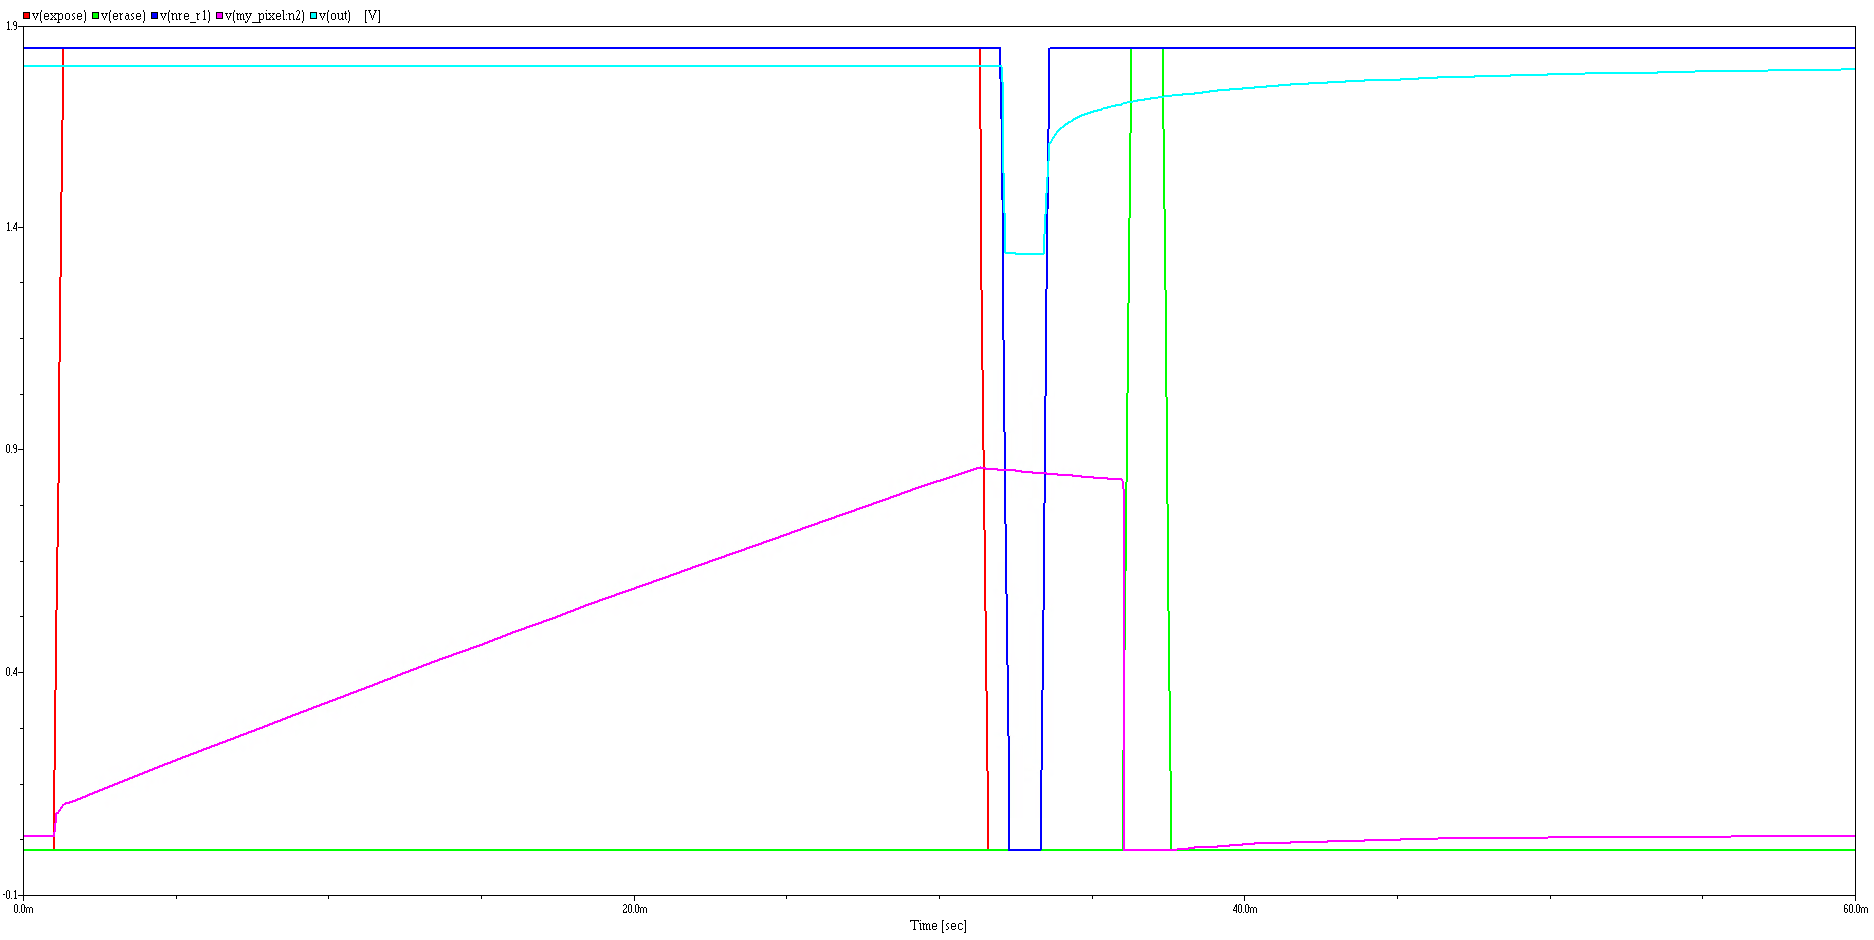 v(expose) v(erase) v(nre_r1) v(my_pixel:n2) v(out) [V]
1.9
1.4
0.9
0.4
-0.1
0.0m 20.0m 40.0m 60.0m
Time [sec]